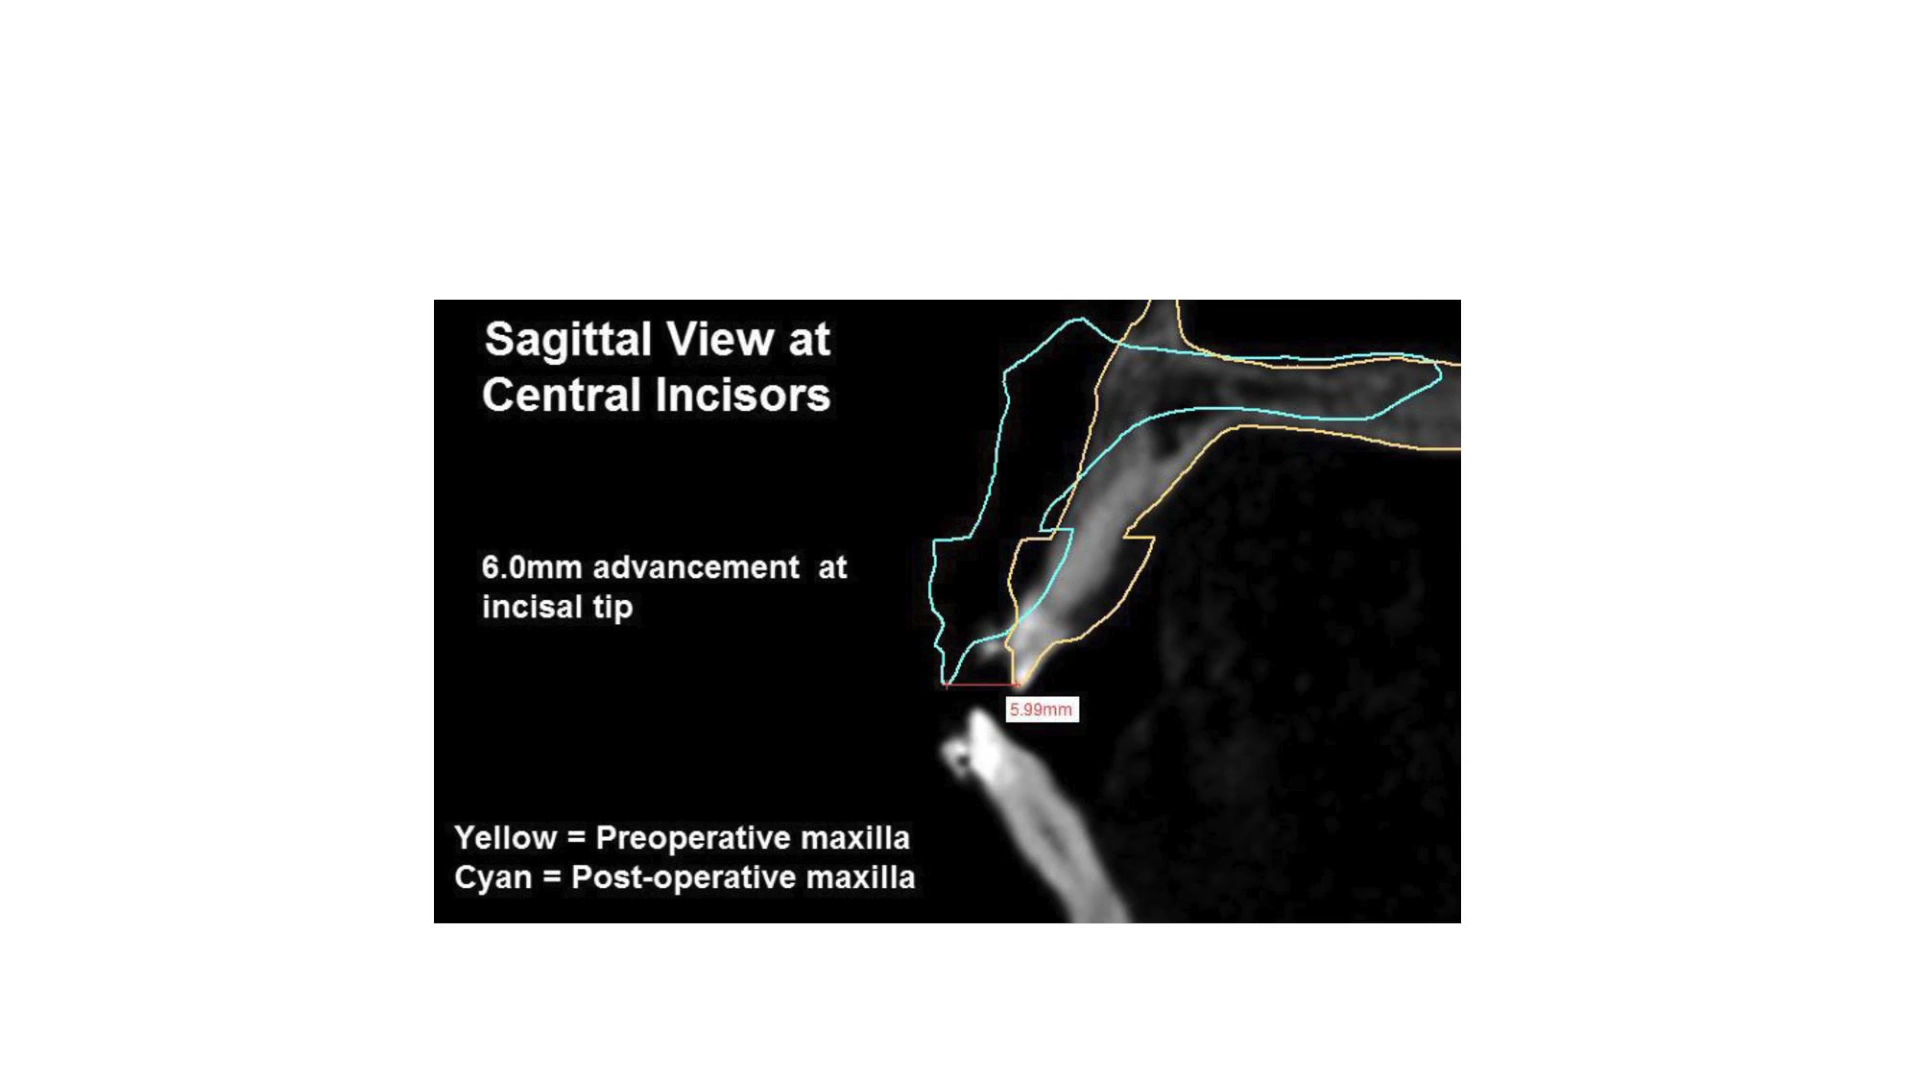 Sagittal View at
Central Incisors
6.0mm advancement at
incisal tip
5.99mm
Yellow = Preoperative maxilla
Cyan = Post-operative maxilla